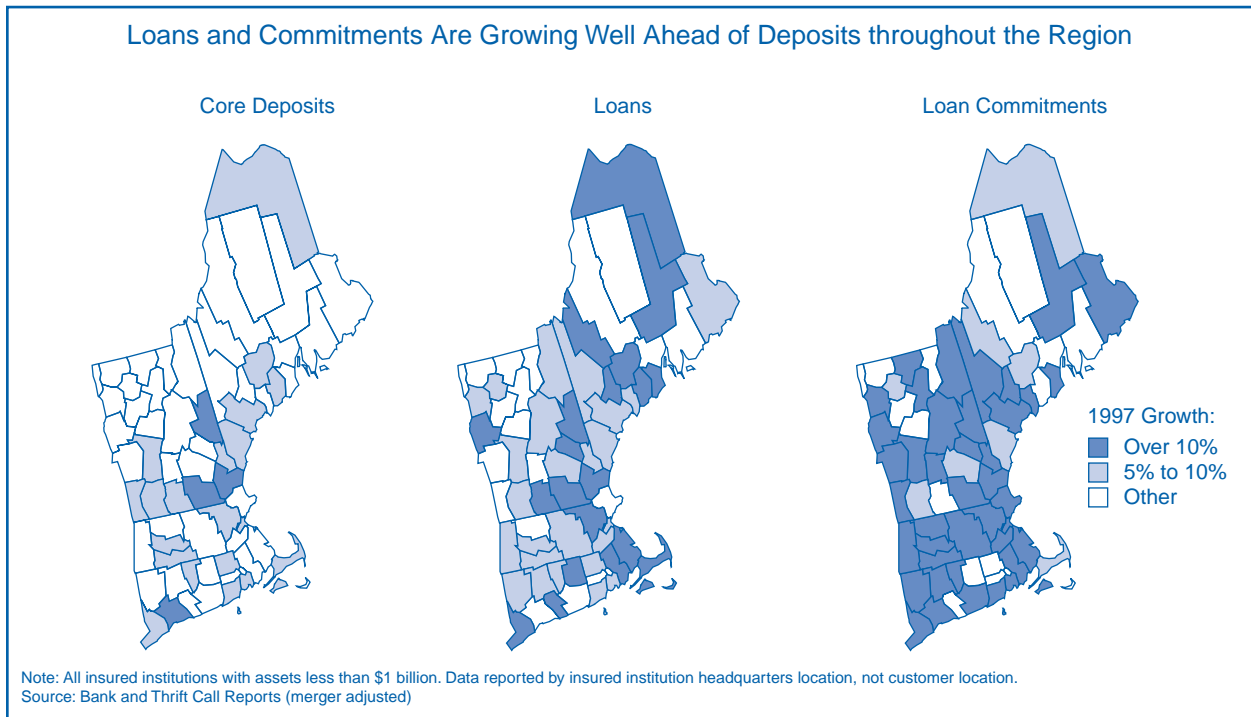 Loans and Commitments Are Growing Well Ahead of Deposits throughout the Region
Core Deposits
Loans
Loan Commitments
1997 Growth:
Over 10%
5% to 10%
Other
Note: All insured institutions with assets less than $1 billion. Data reported by insured institution headquarters location, not customer location.
Source: Bank and Thrift Call Reports (merger adjusted)